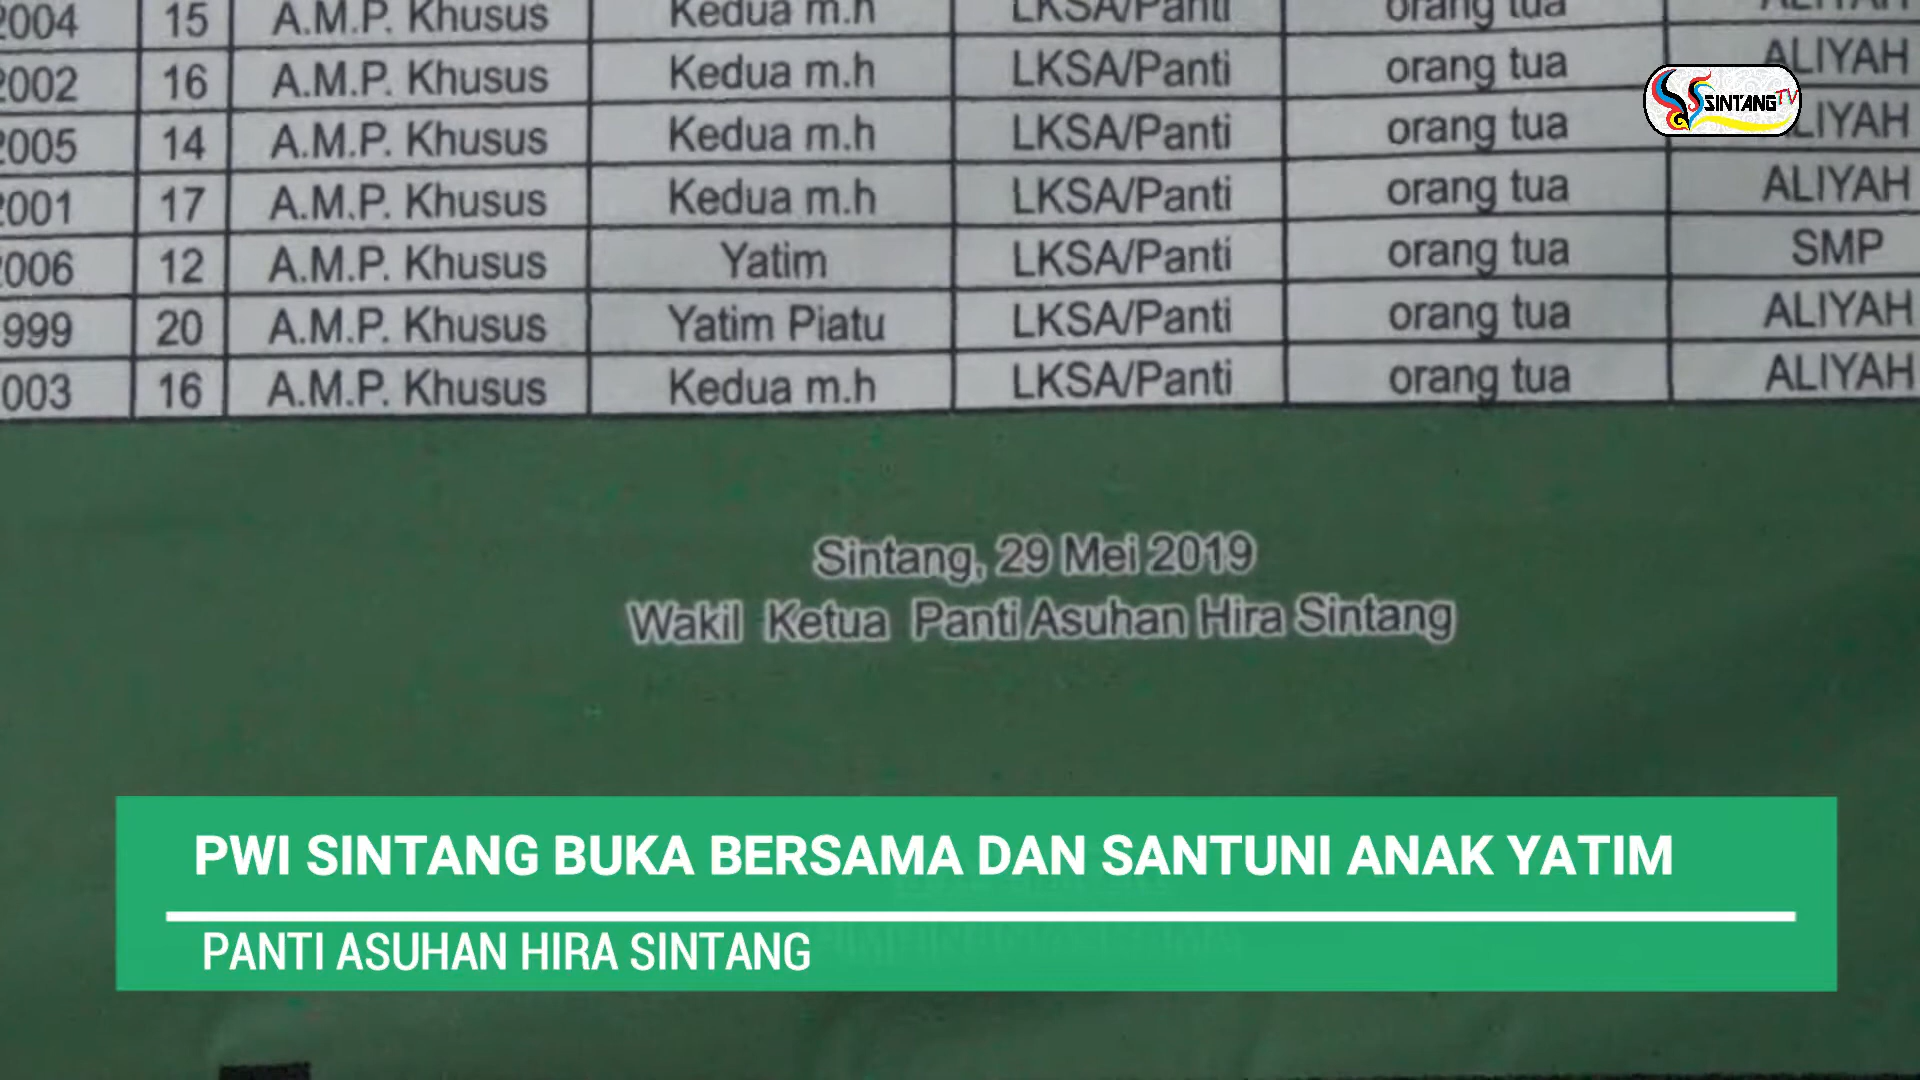 2004 15 A.M.P. Khusus Kedua m.h LKSA/Panti orang tua ALIYAH
2002 16 A.M.P. Khusus Kedua m.h LKSA/Panti orang tua ALIYAH
2005 14 A.M.P. Khusus Kedua m.h LKSA/Panti orang tua ALIYAH
2001 17 A.M.P. Khusus Kedua m.h LKSA/Panti orang tua ALIYAH
2006 12 A.M.P. Khusus Yatim LKSA/Panti orang tua SMP
999 20 A.M.P. Khusus Yatim Piatu LKSA/Panti orang tua ALIYAH
003 16 A.M.P. Khusus Kedua m.h LKSA/Panti orang tua ALIYAH
SINTANG TV
Sintang, 29 Mei 2019
Wakil Ketua Panti Asuhan Hira Sintang
PWI SINTANG BUKA BERSAMA DAN SANTUNI ANAK YATIM
PANTI ASUHAN HIRA SINTANG